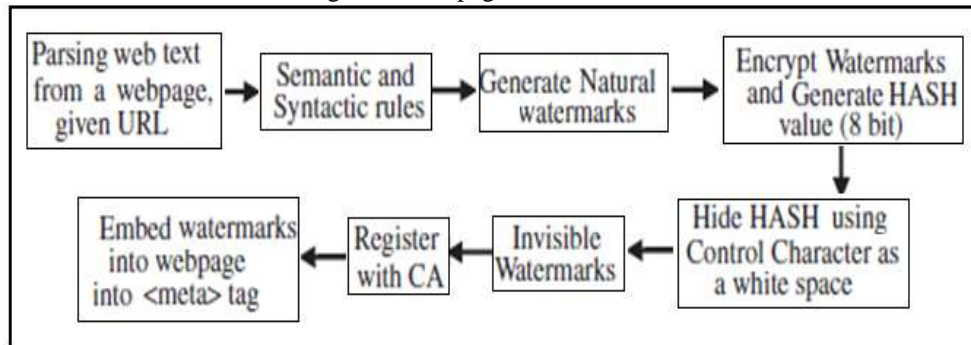 Parsing web text
from a webpage,
given URL
Semantic and
Syntactic rules
Generate Natural
watermarks
Encrypt Watermarks
and Generate HASH
value (8 bit)
Hide HASH using
Control Character as
a white space
Invisible
Watermarks
Register
with CA
Embed watermarks
into webpage
into <meta> tag